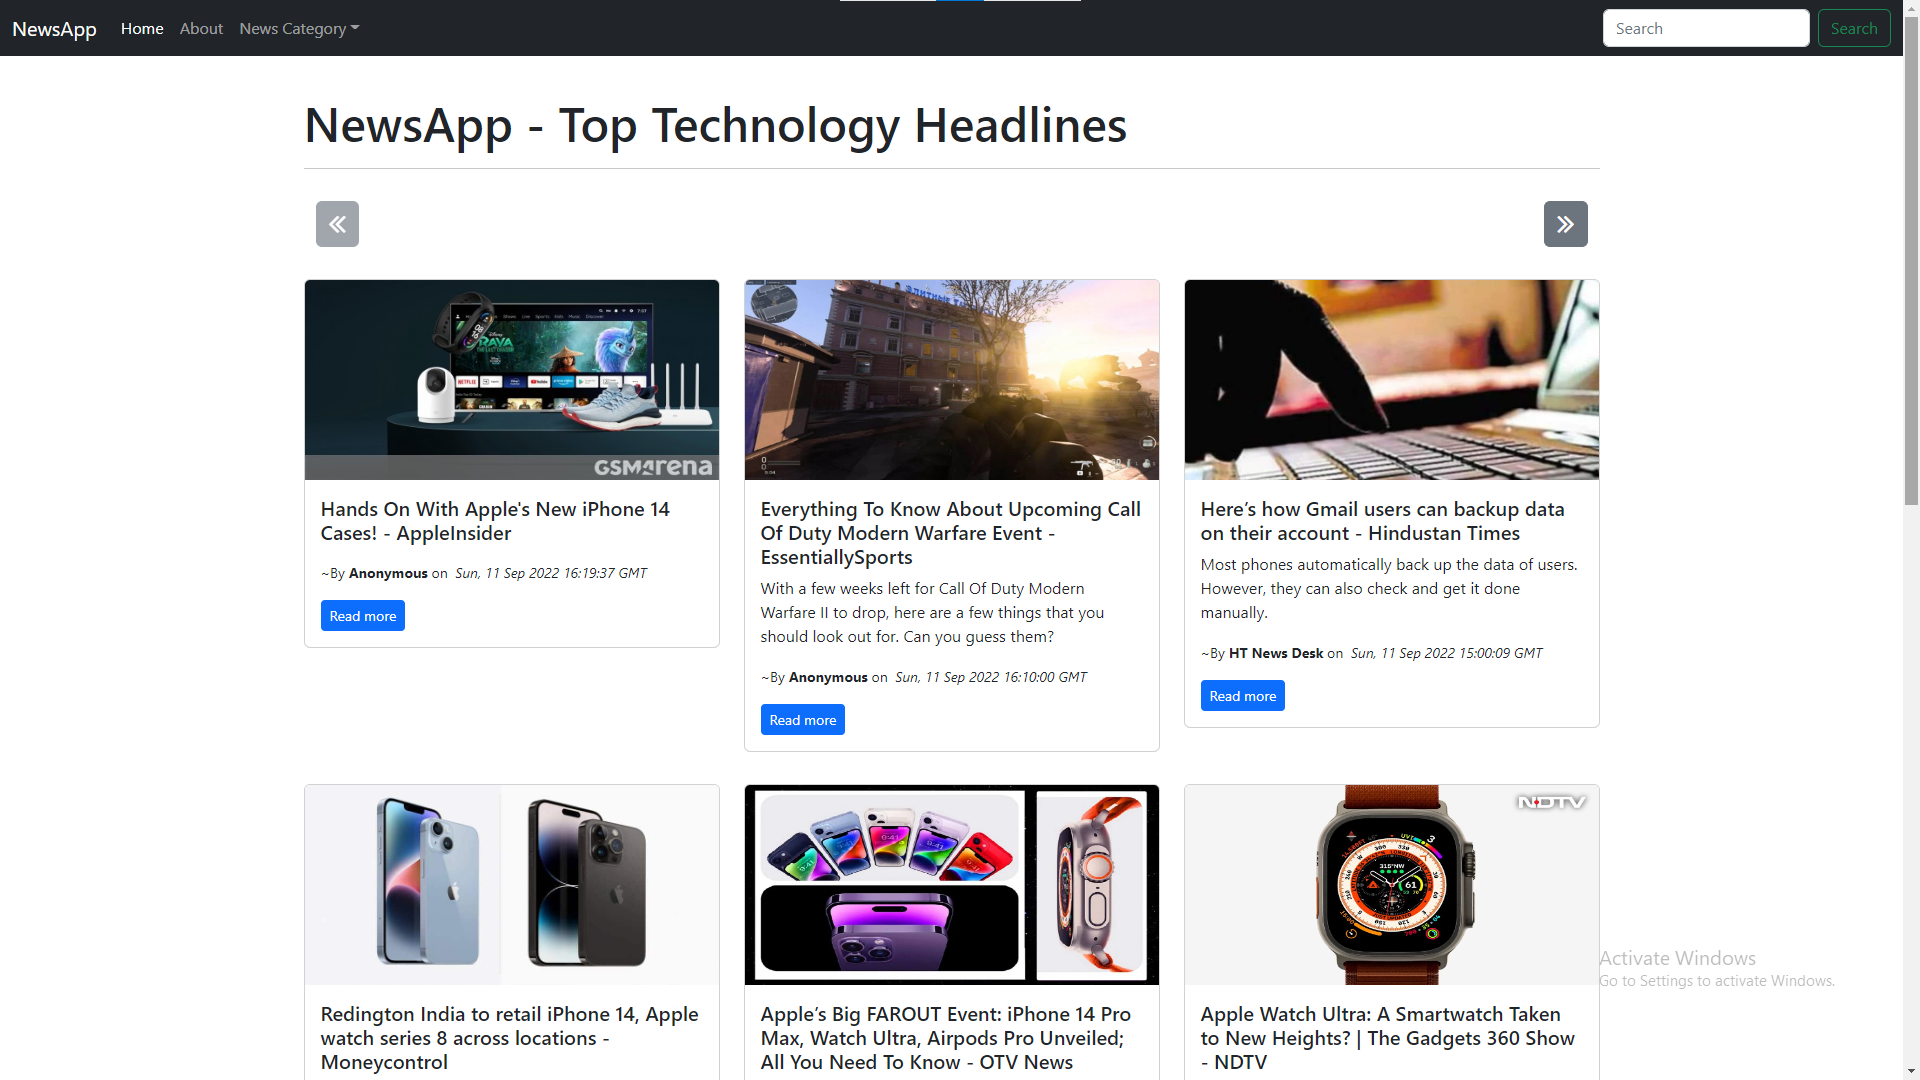 NewsApp
Home
About
News Category
Search
Search
NewsApp - Top Technology Headlines
GSMarena
Hands On With Apple's New iPhone 14
Cases! - AppleInsider
~By Anonymous on Sun, 11 Sep 2022 16:19:37 GMT
Read more
Everything To Know About Upcoming Call
Of Duty Modern Warfare Event -
EssentiallySports
With a few weeks left for Call Of Duty Modern
Warfare II to drop, here are a few things that you
should look out for. Can you guess them?
~By Anonymous on Sun, 11 Sep 2022 16:10:00 GMT
Read more
Here’s how Gmail users can backup data
on their account - Hindustan Times
Most phones automatically back up the data of users.
However, they can also check and get it done
manually.
~By HT News Desk on Sun, 11 Sep 2022 15:00:09 GMT
Read more
Redington India to retail iPhone 14, Apple
watch series 8 across locations -
Moneycontrol
Apple’s Big FAROUT Event: iPhone 14 Pro
Max, Watch Ultra, Airpods Pro Unveiled;
All You Need To Know - OTV News
NDTV
Apple Watch Ultra: A Smartwatch Taken
to New Heights? | The Gadgets 360 Show
- NDTV
Activate Windows
Go to Settings to activate Windows.